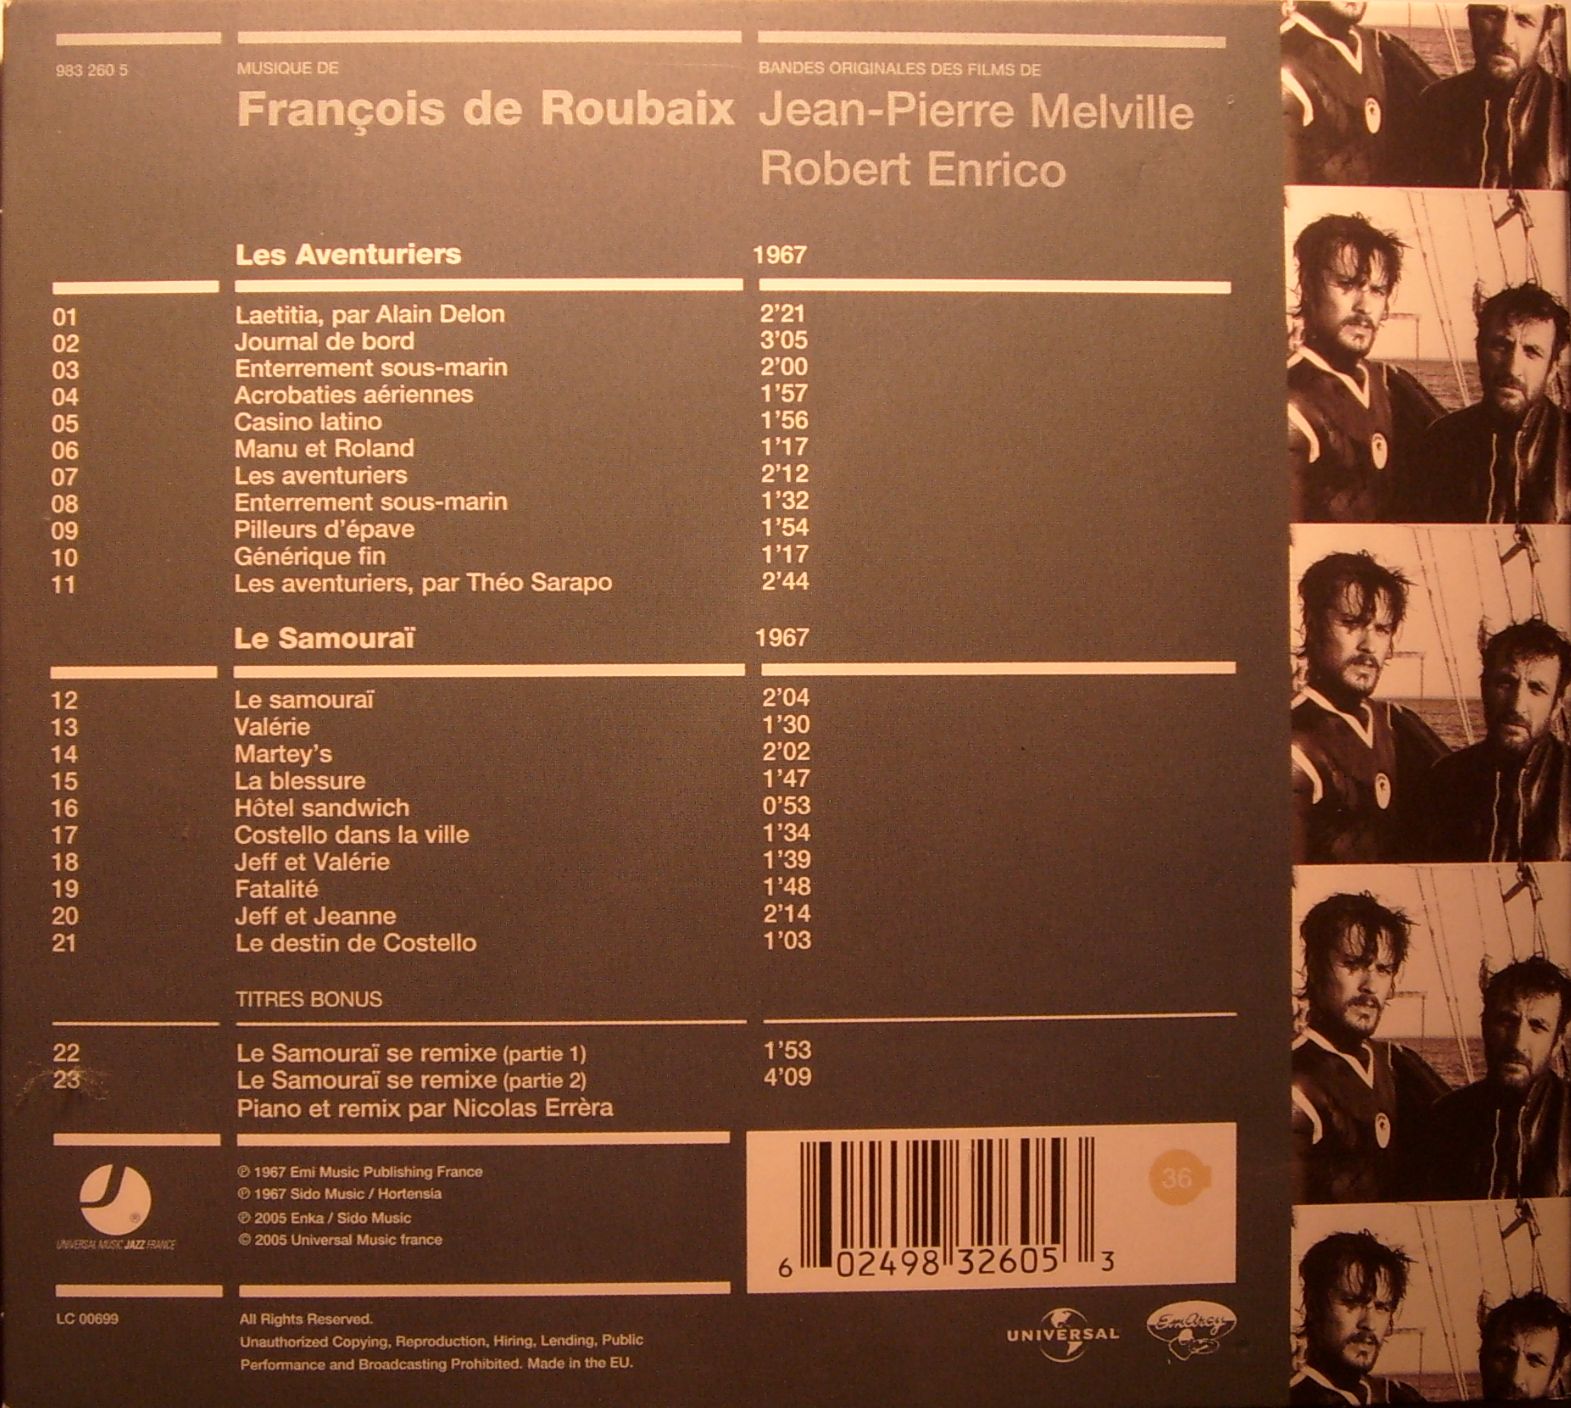 983 260 5 MUSIQUE DE BANDES ORIGINALES DES FILMS DE
François de Roubaix Jean-Pierre Melville
Robert Enrico
Les Aventuriers 1967
01 Laetitia, par Alain Delon 2'21
02 Journal de bord 3'05
03 Enterrement sous-marin 2'00
04 Acrobaties aériennes 1'57
05 Casino latino 1'56
06 Manu et Roland 1'17
07 Les aventuriers 2'12
08 Enterrement sous-marin 1'32
09 Pilleurs d'épave 1'54
10 Générique fin 1'17
11 Les aventuriers, par Théo Sarapo 2'44
Le Samouraï 1967
12 Le samouraï 2'04
13 Valérie 1'30
14 Martey's 2'02
15 La blessure 1'47
16 Hôtel sandwich 0'53
17 Costello dans la ville 1'34
18 Jeff et Valérie 1'39
19 Fatalité 1'48
20 Jeff et Jeanne 2'14
21 Le destin de Costello 1'03
TITRES BONUS
22 Le Samouraï se remixe (partie 1) 1'53
23 Le Samouraï se remixe (partie 2) 4'09
Piano et remix par Nicolas Errèra
℗ 1967 Emi Music Publishing France
℗ 1967 Sido Music / Hortensia
℗ 2005 Enka / Sido Music
© 2005 Universal Music france
UNIVERSAL MUSIC JAZZ FRANCE
36
6 02498 32605 3
LC 00699 All Rights Reserved.
Unauthorized Copying, Reproduction, Hiring, Lending, Public
Performance and Broadcasting Prohibited. Made in the EU.
UNIVERSAL
EmArcy